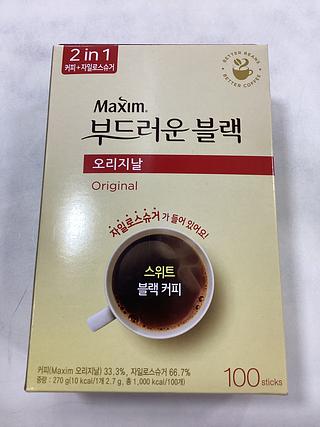 2 in 1
커피+자일로스슈거
BETTER BEANS
BETTER COFFEE
Maxim.
부드러운 블랙
오리지날
Original
자일로스슈거가 들어 있어요!
스위트
블랙 커피
커피(Maxim 오리지날) 33.3%, 자일로스슈거 66.7%
중량 : 270 g(10 kcal/1개 2.7 g, 총 1,000 kcal/100개)
100 sticks